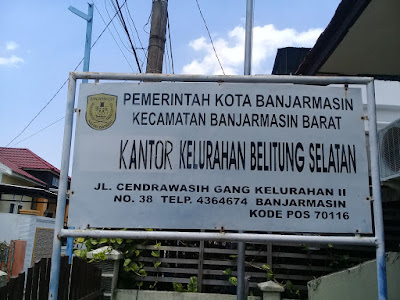 PEMERINTAH KOTA BANJARMASIN
KECAMATAN BANJARMASIN BARAT
KANTOR KELURAHAN BELITUNG SELATAN
JL. CENDRAWASIH GANG KELURAHAN II
NO. 38 TELP. 4364674 BANJARMASIN
KODE POS 70116